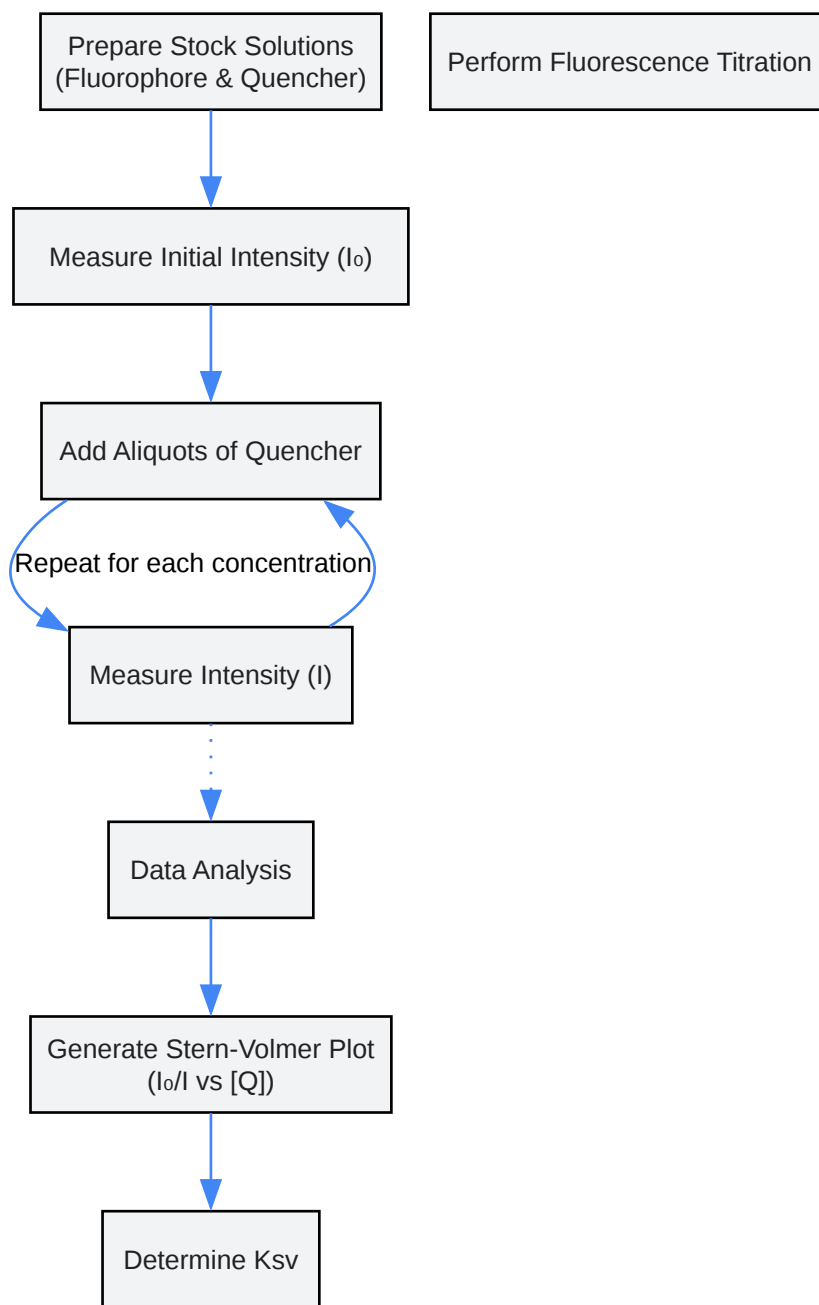 Prepare Stock Solutions
(Fluorophore & Quencher)
Perform Fluorescence Titration
Measure Initial Intensity (I₀)
Add Aliquots of Quencher
Repeat for each concentration
Measure Intensity (I)
Data Analysis
Generate Stern-Volmer Plot
(I₀/I vs [Q])
Determine Ksv